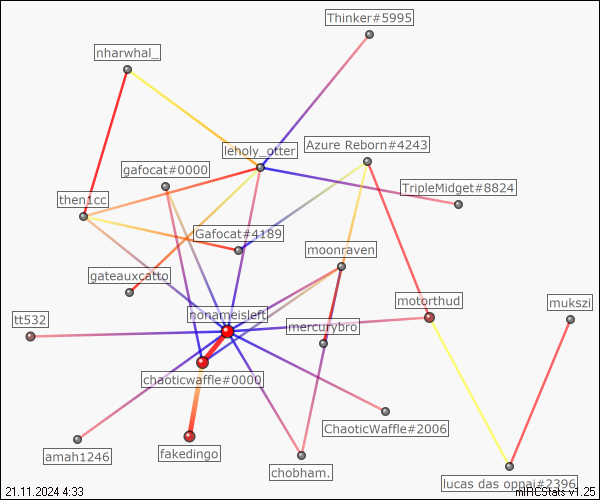 Thinker#5995
nharwhal_
leholy_otter
Azure Reborn#4243
gafocat#0000
TripleMidget#8824
then1cc
Gafocat#4189
moonraven
gateauxcatto
motorthud
mukszi
nonameisleft
tt532
mercurybro
chaoticwaffle#0000
ChaoticWaffle#2006
amah1246
fakedingo
chobham.
lucas das oppai#2396
21.11.2024 4:33
mIRCStats v1.25